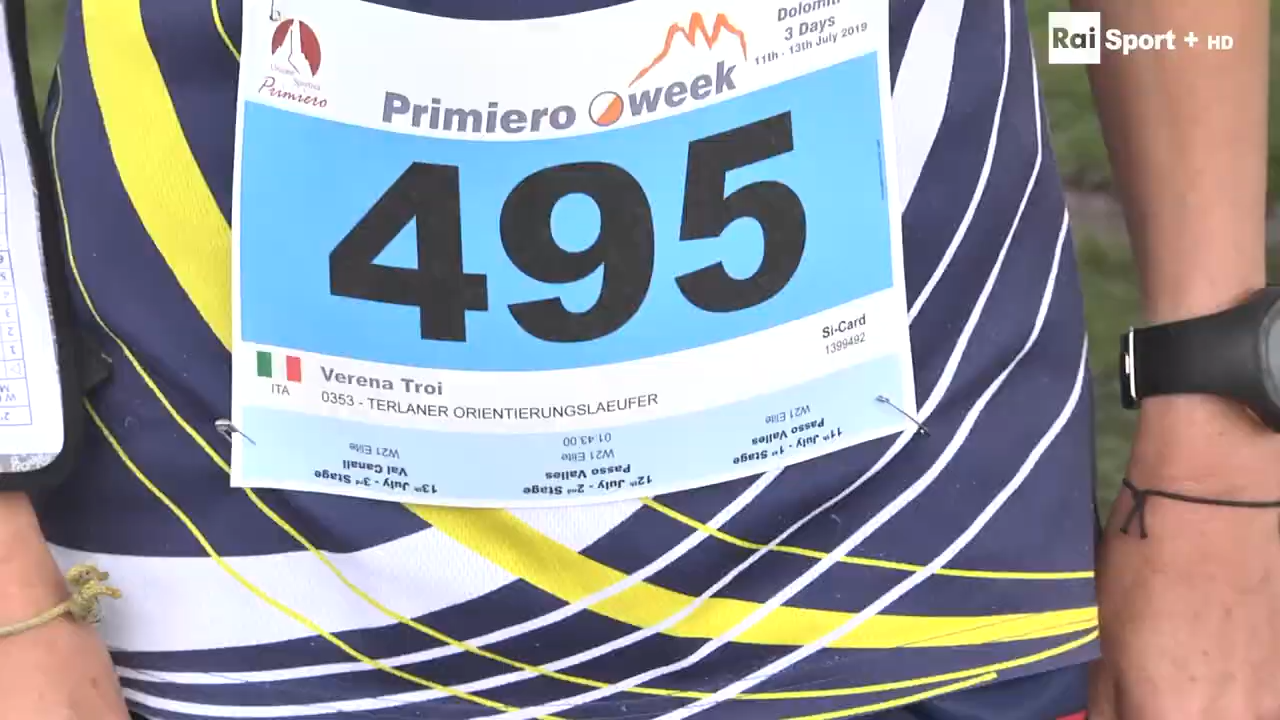 Rai Sport + HD
Unione Sportiva
Primiero
Dolomiti
3 Days
11th - 13th July 2019
Primiero week
495
ITA
Verena Troi
0353 - TERLANER ORIENTIERUNGSLAEUFER
Si-Card
1399492
11th July - 1st Stage
Passo Valles
W21 Elite
12th July - 2nd Stage
Passo Valles
W21 Elite
01:43.00
13th July - 3rd Stage
Val Canali
W21 Elite